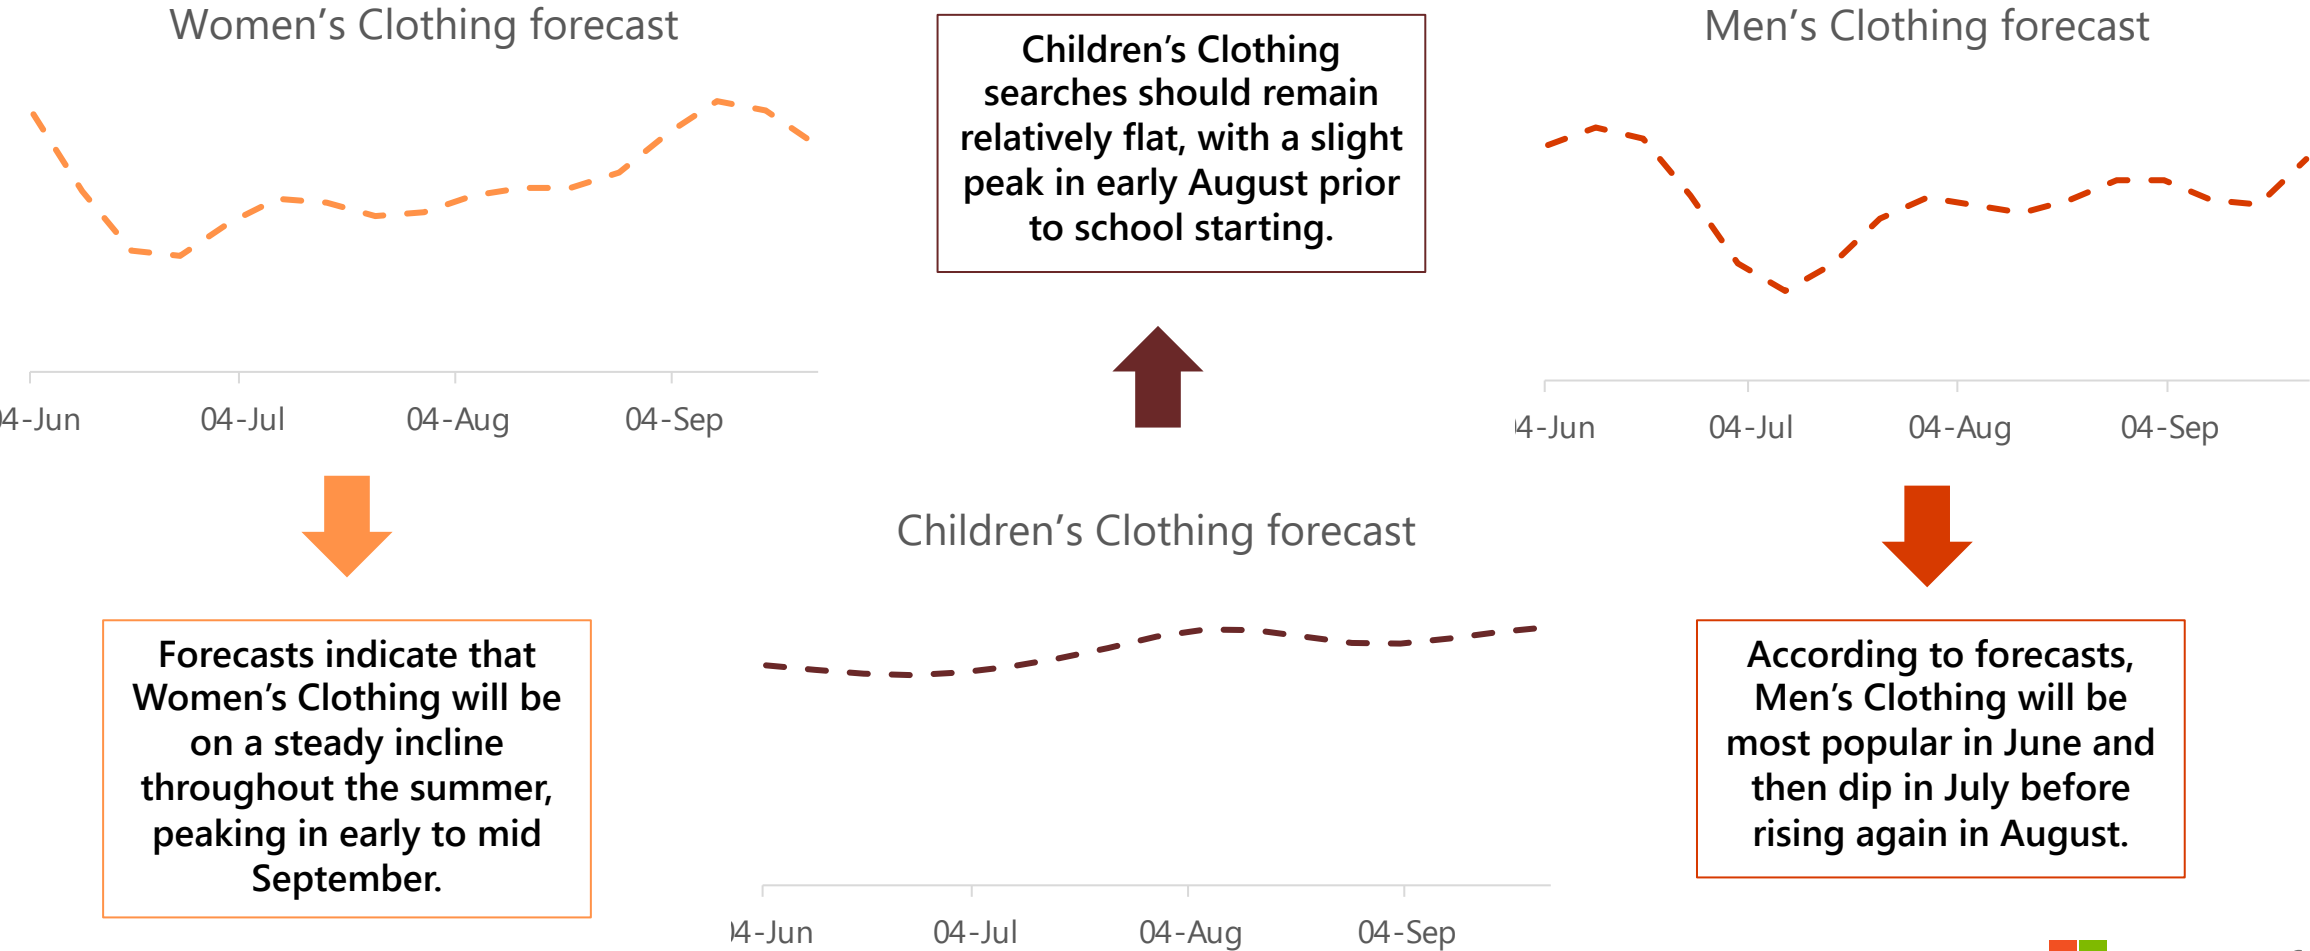 Women’s Clothing forecast
04-Jul
04-Aug
04-Sep
Forecasts indicate that
Women’s Clothing will be
on a steady incline
throughout the summer,
peaking in early to mid
September.
Children’s Clothing
searches should remain
relatively flat, with a slight
peak in early August prior
to school starting.
Children’s Clothing forecast
4-Jun
04-Jul
04-Aug
04-Sep
Men’s Clothing forecast
4-Jun
04-Jul
04-Aug
04-Sep
According to forecasts,
Men’s Clothing will be
most popular in June and
then dip in July before
rising again in August.